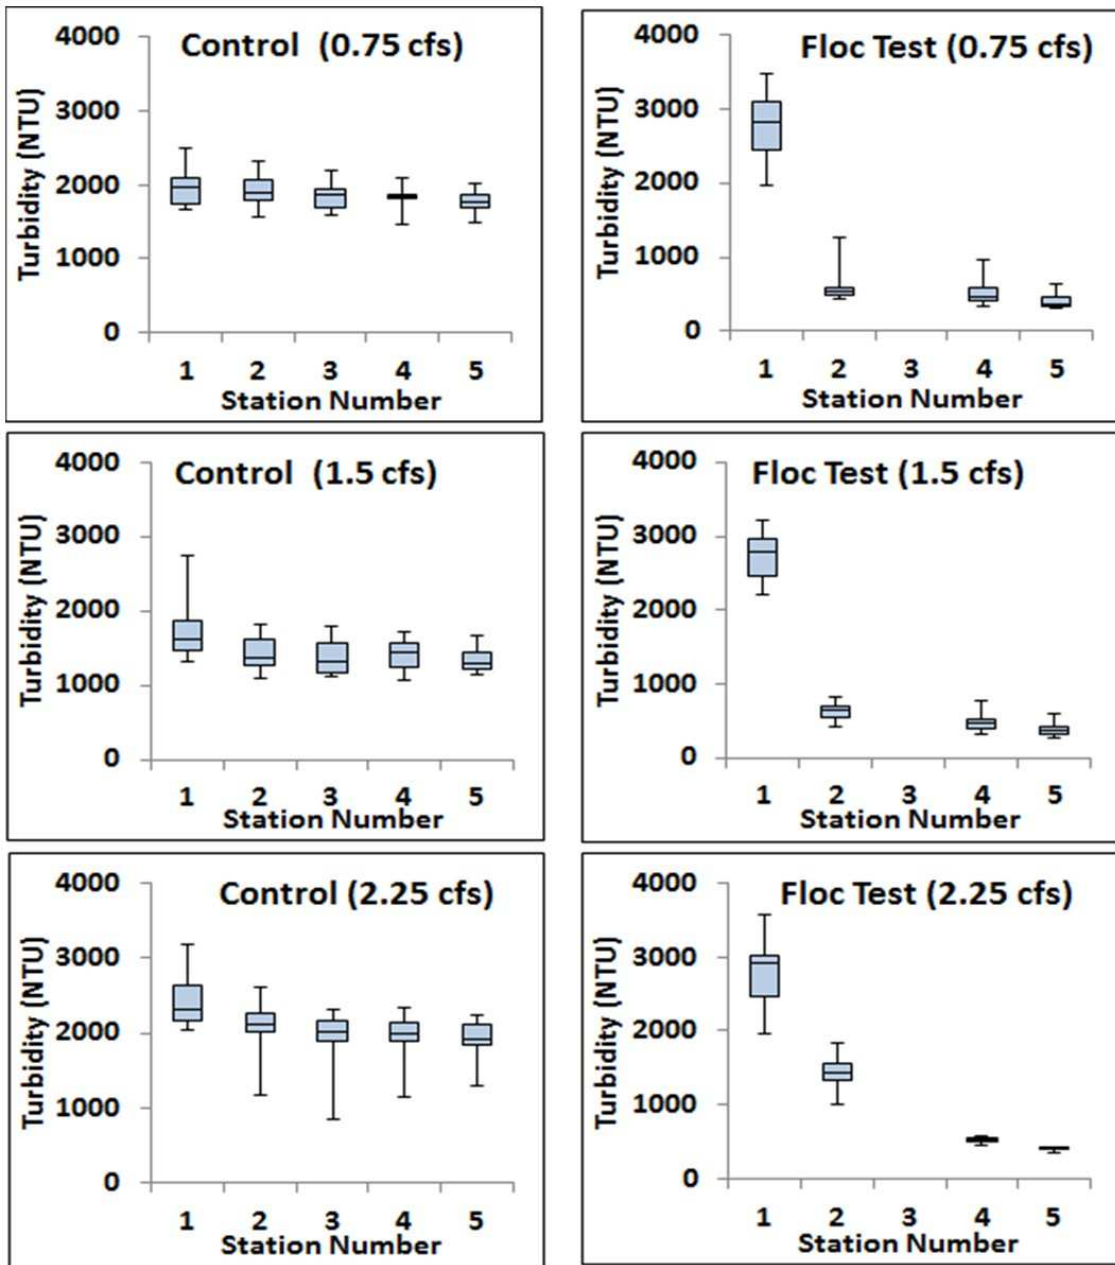 Control (0.75 cfs)
Turbidity (NTU)
4000
3000
2000
1000
0
1 2 3 4 5
Station Number
Floc Test (0.75 cfs)
Turbidity (NTU)
4000
3000
2000
1000
0
1 2 3 4 5
Station Number
Control (1.5 cfs)
Turbidity (NTU)
4000
3000
2000
1000
0
1 2 3 4 5
Station Number
Floc Test (1.5 cfs)
Turbidity (NTU)
4000
3000
2000
1000
0
1 2 3 4 5
Station Number
Control (2.25 cfs)
Turbidity (NTU)
4000
3000
2000
1000
0
1 2 3 4 5
Station Number
Floc Test (2.25 cfs)
Turbidity (NTU)
4000
3000
2000
1000
0
1 2 3 4 5
Station Number